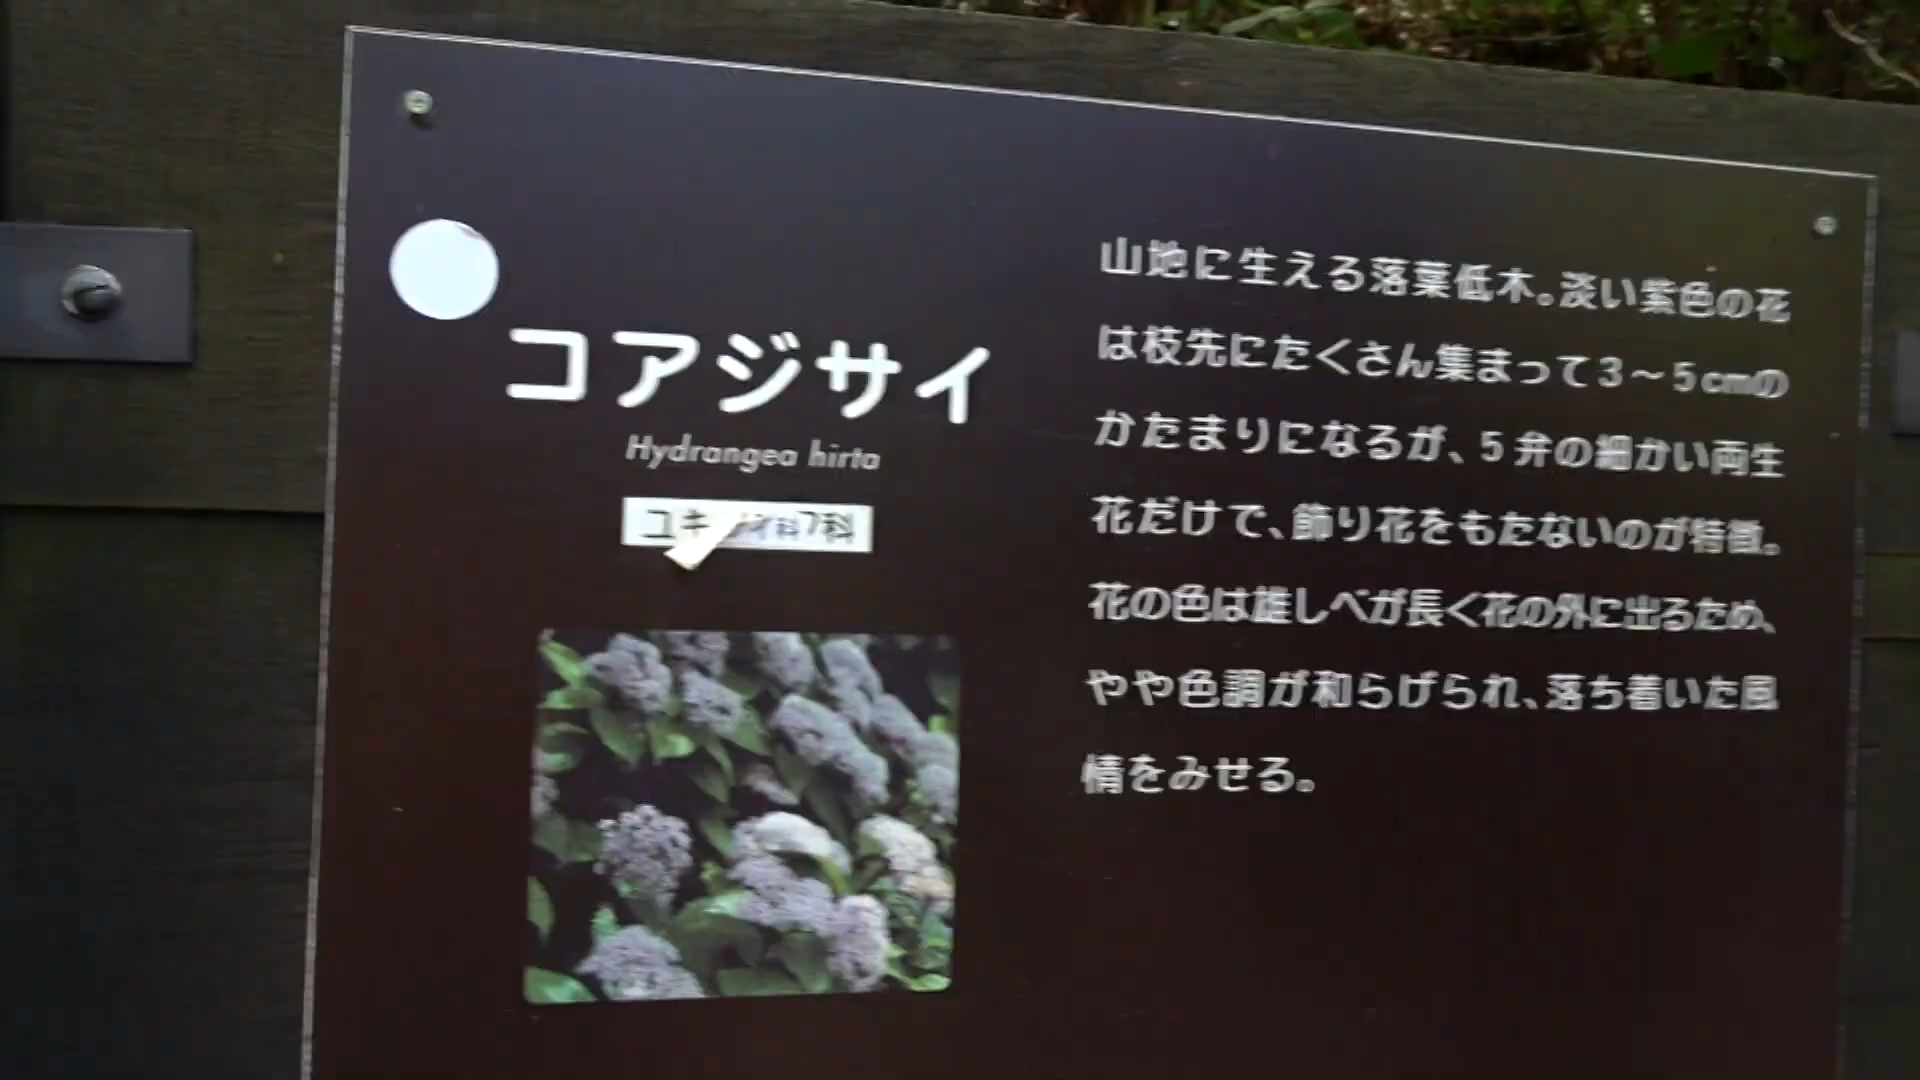 コアジサイ
Hydrangea hirta
ユキ
科
山地に生える落葉低木。淡い紫色の花
は枝先にたくさん集まって3～5cmの
かたまりになるが、5弁の細かい両生
花だけで、飾り花をもたないのが特徴。
花の色は雄しべが長く花の外に出るため、
やや色調が和らげられ、落ち着いた風
情をみせる。